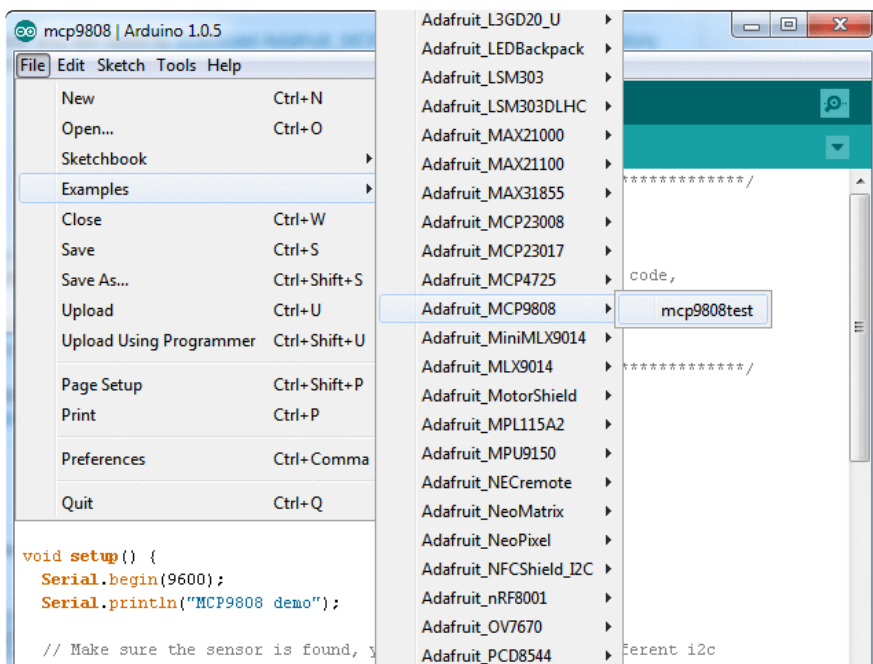 mcp9808 | Arduino 1.0.5
File Edit Sketch Tools Help
New Ctrl+N
Open... Ctrl+O
Sketchbook
Examples
Close Ctrl+W
Save Ctrl+S
Save As... Ctrl+Shift+S
Upload Ctrl+U
Upload Using Programmer Ctrl+Shift+U
Page Setup Ctrl+Shift+P
Print Ctrl+P
Preferences Ctrl+Comma
Quit Ctrl+Q
Adafruit_L3GD20_U
Adafruit_LEDBackpack
Adafruit_LSM303
Adafruit_LSM303DLHC
Adafruit_MAX21000
Adafruit_MAX21100
Adafruit_MAX31855
Adafruit_MCP23008
Adafruit_MCP23017
Adafruit_MCP4725
Adafruit_MCP9808
Adafruit_MiniMLX9014
Adafruit_MLX9014
Adafruit_MotorShield
Adafruit_MPL115A2
Adafruit_MPU9150
Adafruit_NECremote
Adafruit_NeoMatrix
Adafruit_NeoPixel
Adafruit_NFCShield_I2C
Adafruit_nRF8001
Adafruit_OV7670
Adafruit_PCD8544
mcp9808test
*************/
code,
*************/
void setup() {
Serial.begin(9600);
Serial.println("MCP9808 demo");
// Make sure the sensor is found, y
ferent i2c